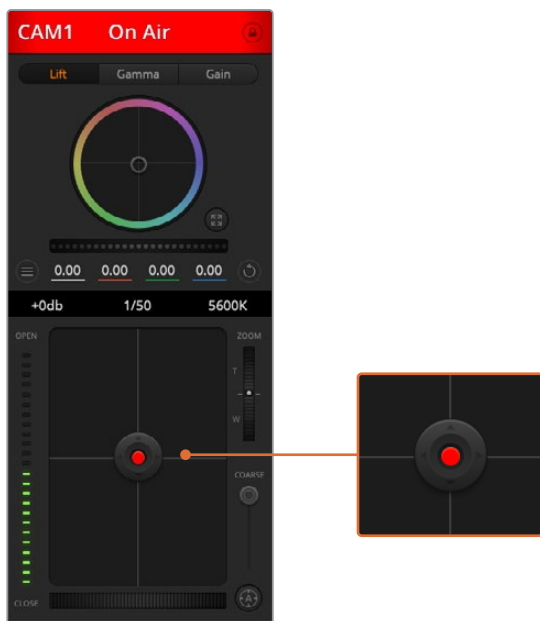 CAM1 On Air
Lift Gamma Gain
0.00 0.00 0.00 0.00
+0db 1/50 5600K
OPEN ZOOM
T
W
COARSE
CLOSE A